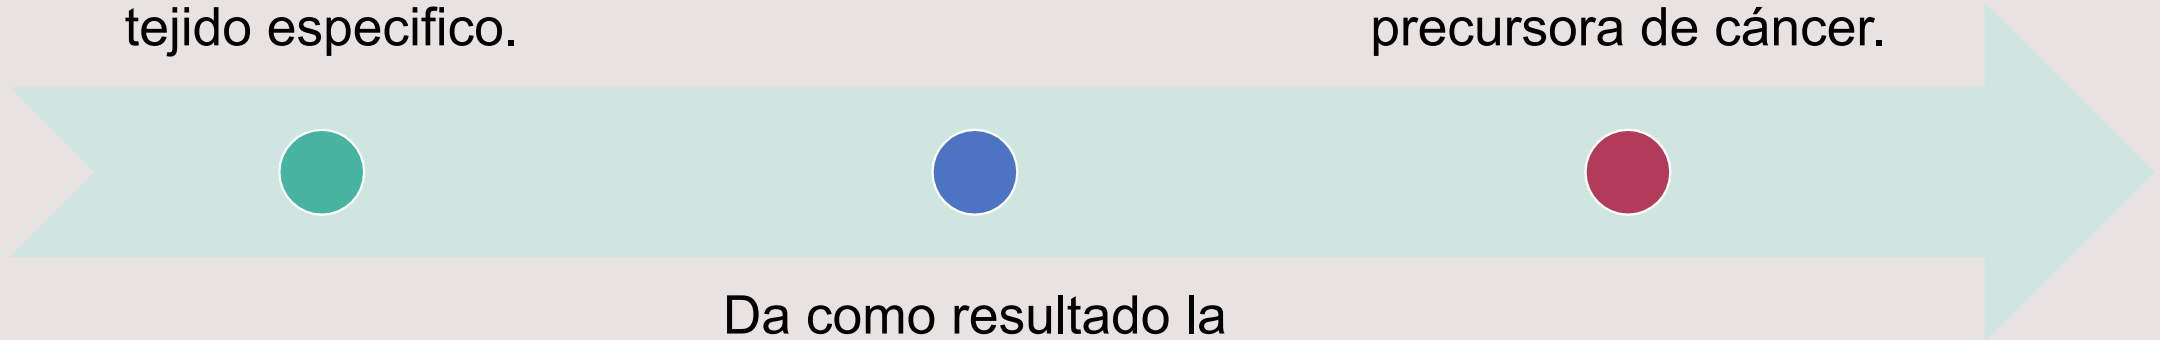 tejido especifico.
precursora de cáncer.
Da como resultado la